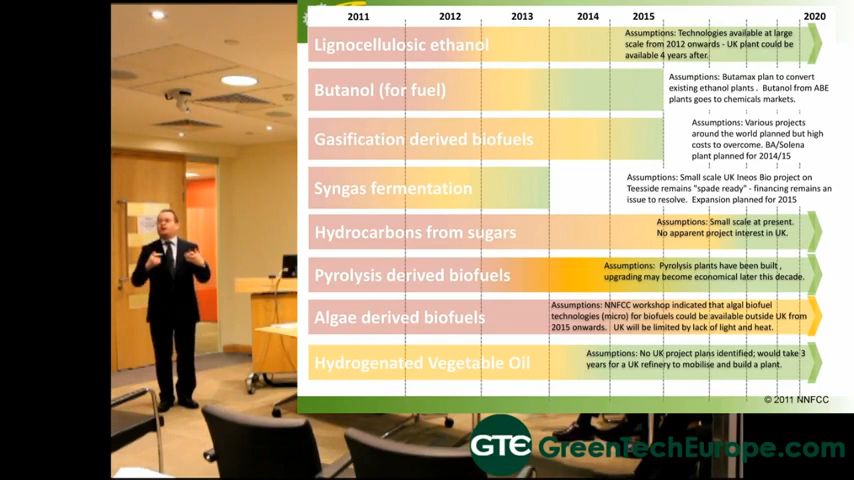 2011 2012 2013 2014 2015 2020
Lignocellulosic ethanol
Assumptions: Technologies available at large
scale from 2012 onwards - UK plant could be
available 4 years after.
Butanol (for fuel)
Assumptions: Butamax plan to convert
existing ethanol plants . Butanol from ABE
plants goes to chemicals markets.
Gasification derived biofuels
Assumptions: Various projects
around the world planned but high
costs to overcome. BA/Solena
plant planned for 2014/15
Syngas fermentation
Assumptions: Small scale UK Ineos Bio project on
Teesside remains "spade ready" - financing remains an
issue to resolve. Expansion planned for 2015
Hydrocarbons from sugars
Assumptions: Small scale at present.
No apparent project interest in UK.
Pyrolysis derived biofuels
Assumptions: Pyrolysis plants have been built ,
upgrading may become economical later this decade.
Algae derived biofuels
Assumptions: NNFCC workshop indicated that algal biofuel
technologies (micro) for biofuels could be available outside UK from
2015 onwards. UK will be limited by lack of light and heat.
Hydrogenated Vegetable Oil
Assumptions: No UK project plans identified; would take 3
years for a UK refinery to mobilise and build a plant.
© 2011 NNFCC
GTE GreenTechEurope.com